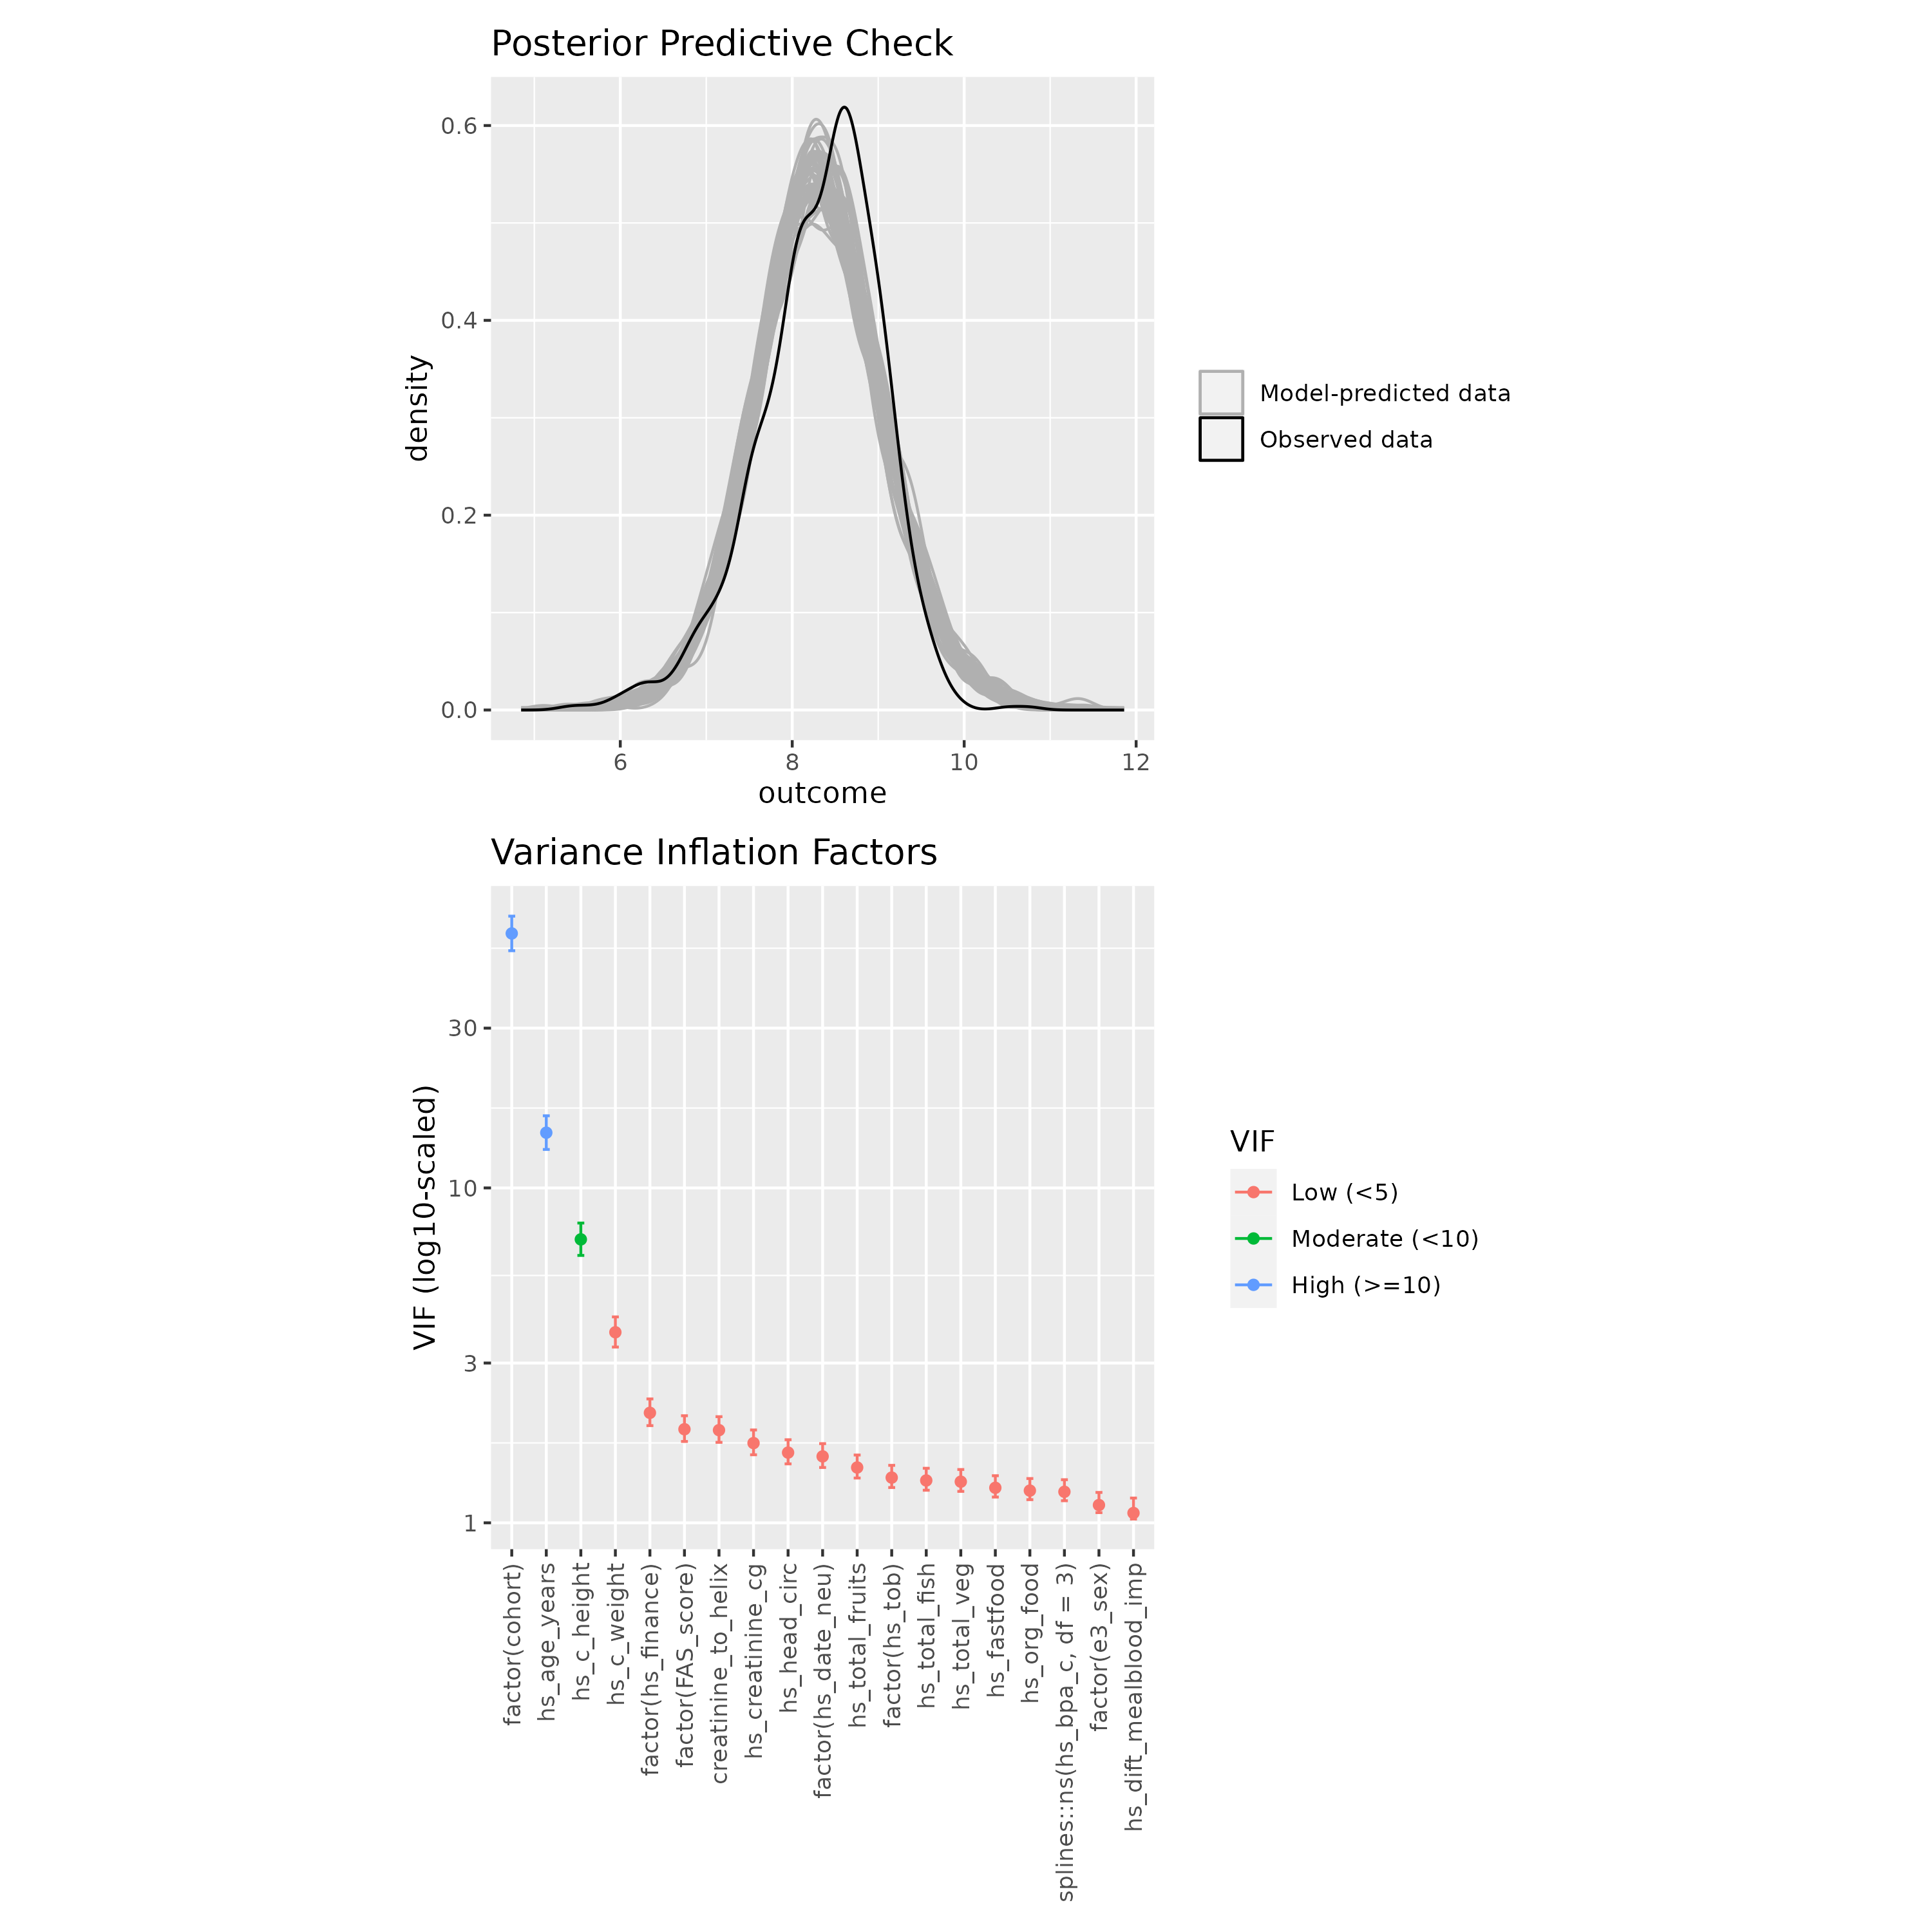 Posterior Predictive Check
0.6
0.4
0.2
0.0
density
6
8
10
12
outcome
Model-predicted data
Observed data
Variance Inflation Factors
30
10
3
1
VIF (log10-scaled)
factor(cohort)
hs_age_years
hs_c_height
hs_c_weight
factor(hs_finance)
factor(FAS_score)
creatinine_to_helix
hs_creatinine_cg
hs_head_circ
factor(hs_date_neu)
hs_total_fruits
factor(hs_tob)
hs_total_fish
hs_total_veg
hs_fastfood
hs_org_food
splines::ns(hs_bpa_c, df = 3)
factor(e3_sex)
hs_dift_mealblood_imp
VIF
Low (<5)
Moderate (<10)
High (>=10)